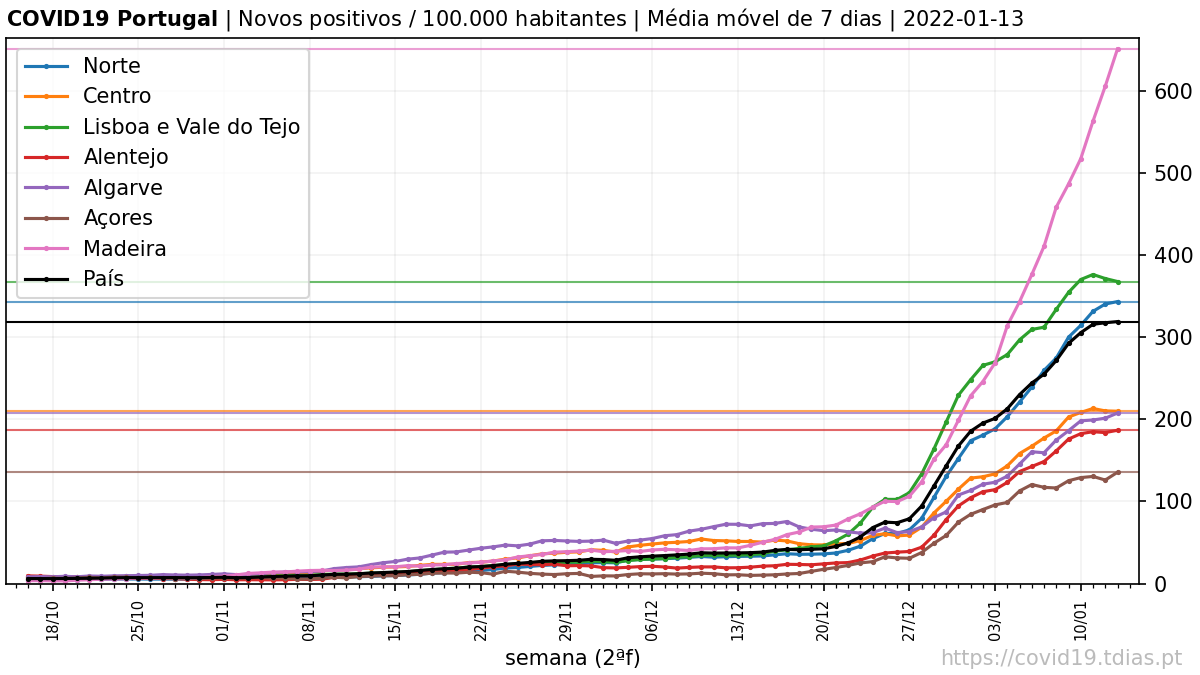 COVID19 Portugal | Novos positivos / 100.000 habitantes | Média móvel de 7 dias | 2022-01-13
Norte
Centro
Lisboa e Vale do Tejo
Alentejo
Algarve
Açores
Madeira
País
600
500
400
300
200
100
0
18/10
25/10
01/11
08/11
15/11
22/11
29/11
06/12
13/12
20/12
27/12
03/01
10/01
semana (2ªf)
https://covid19.tdias.pt